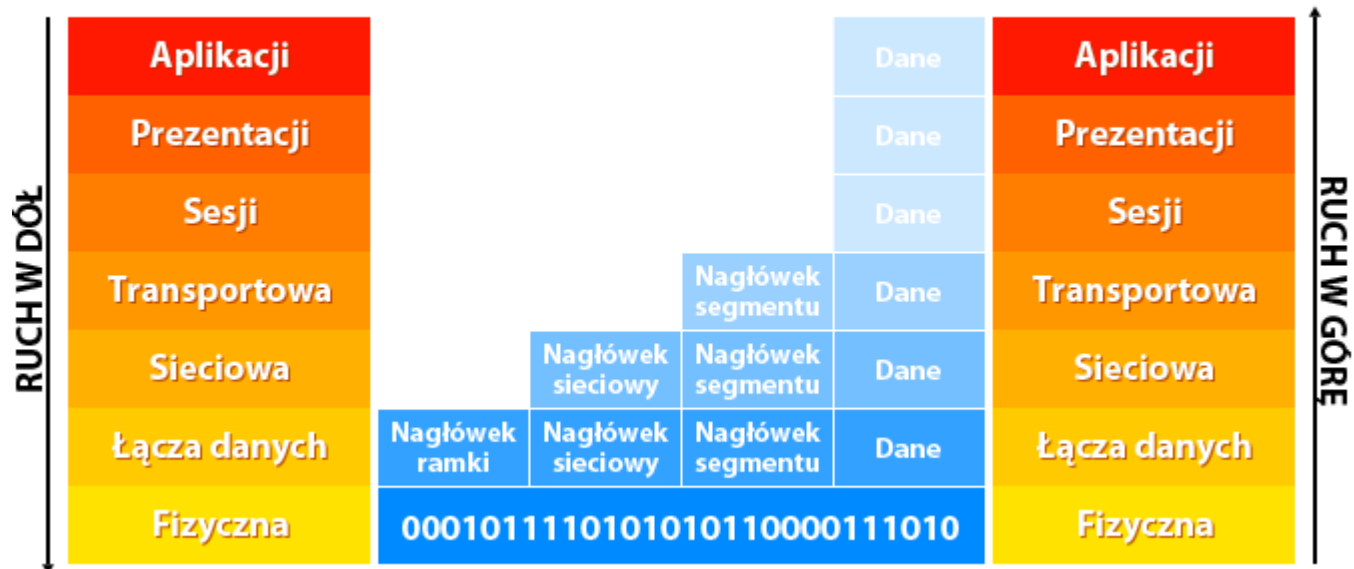 RUCH W DÓŁ
Aplikacji
Dane
Aplikacji
Prezentacji
Dane
Prezentacji
Sesji
Dane
Sesji
Transportowa
Nagłówek
segmentu
Dane
Transportowa
Sieciowa
Nagłówek
sieciowy
Nagłówek
segmentu
Dane
Sieciowa
Łącza danych
Nagłówek
ramki
Nagłówek
sieciowy
Nagłówek
segmentu
Dane
Łącza danych
Fizyczna
0001011110101010110000111010
Fizyczna
RUCH W GÓRĘ